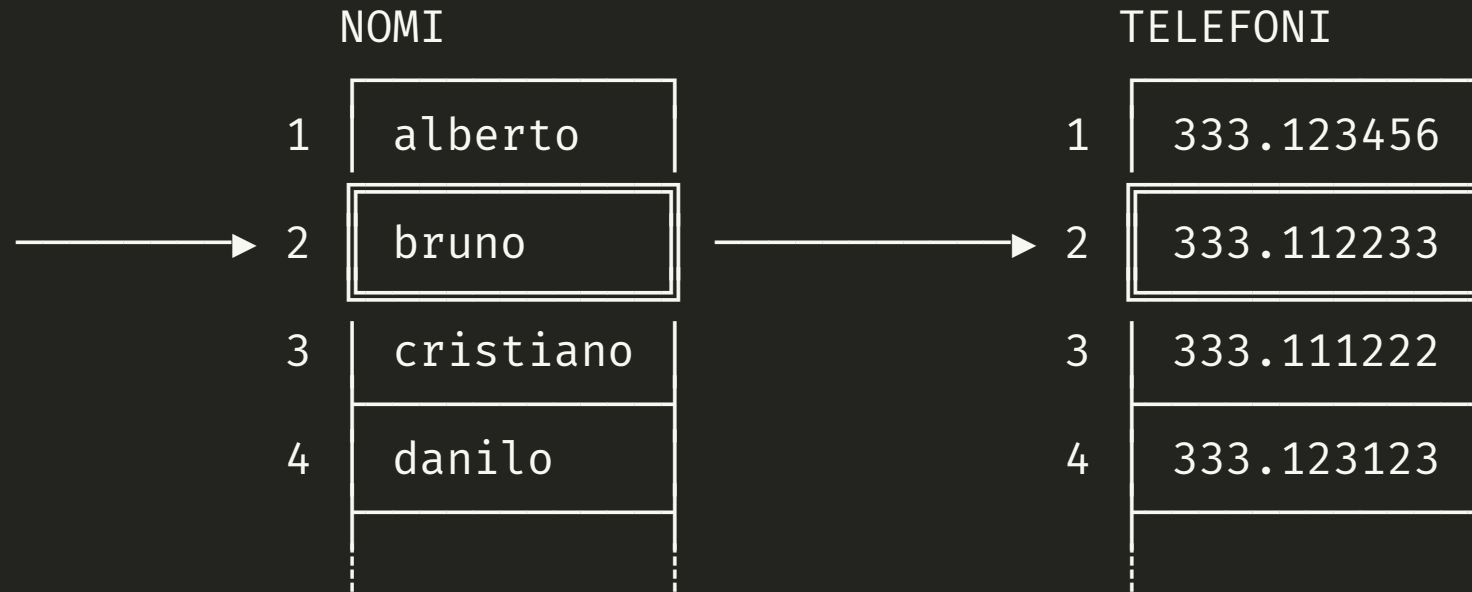 NOMI TELEFONI
1 alberto 1 333.123456
2 bruno 2 333.112233
3 cristiano 3 333.111222
4 danilo 4 333.123123